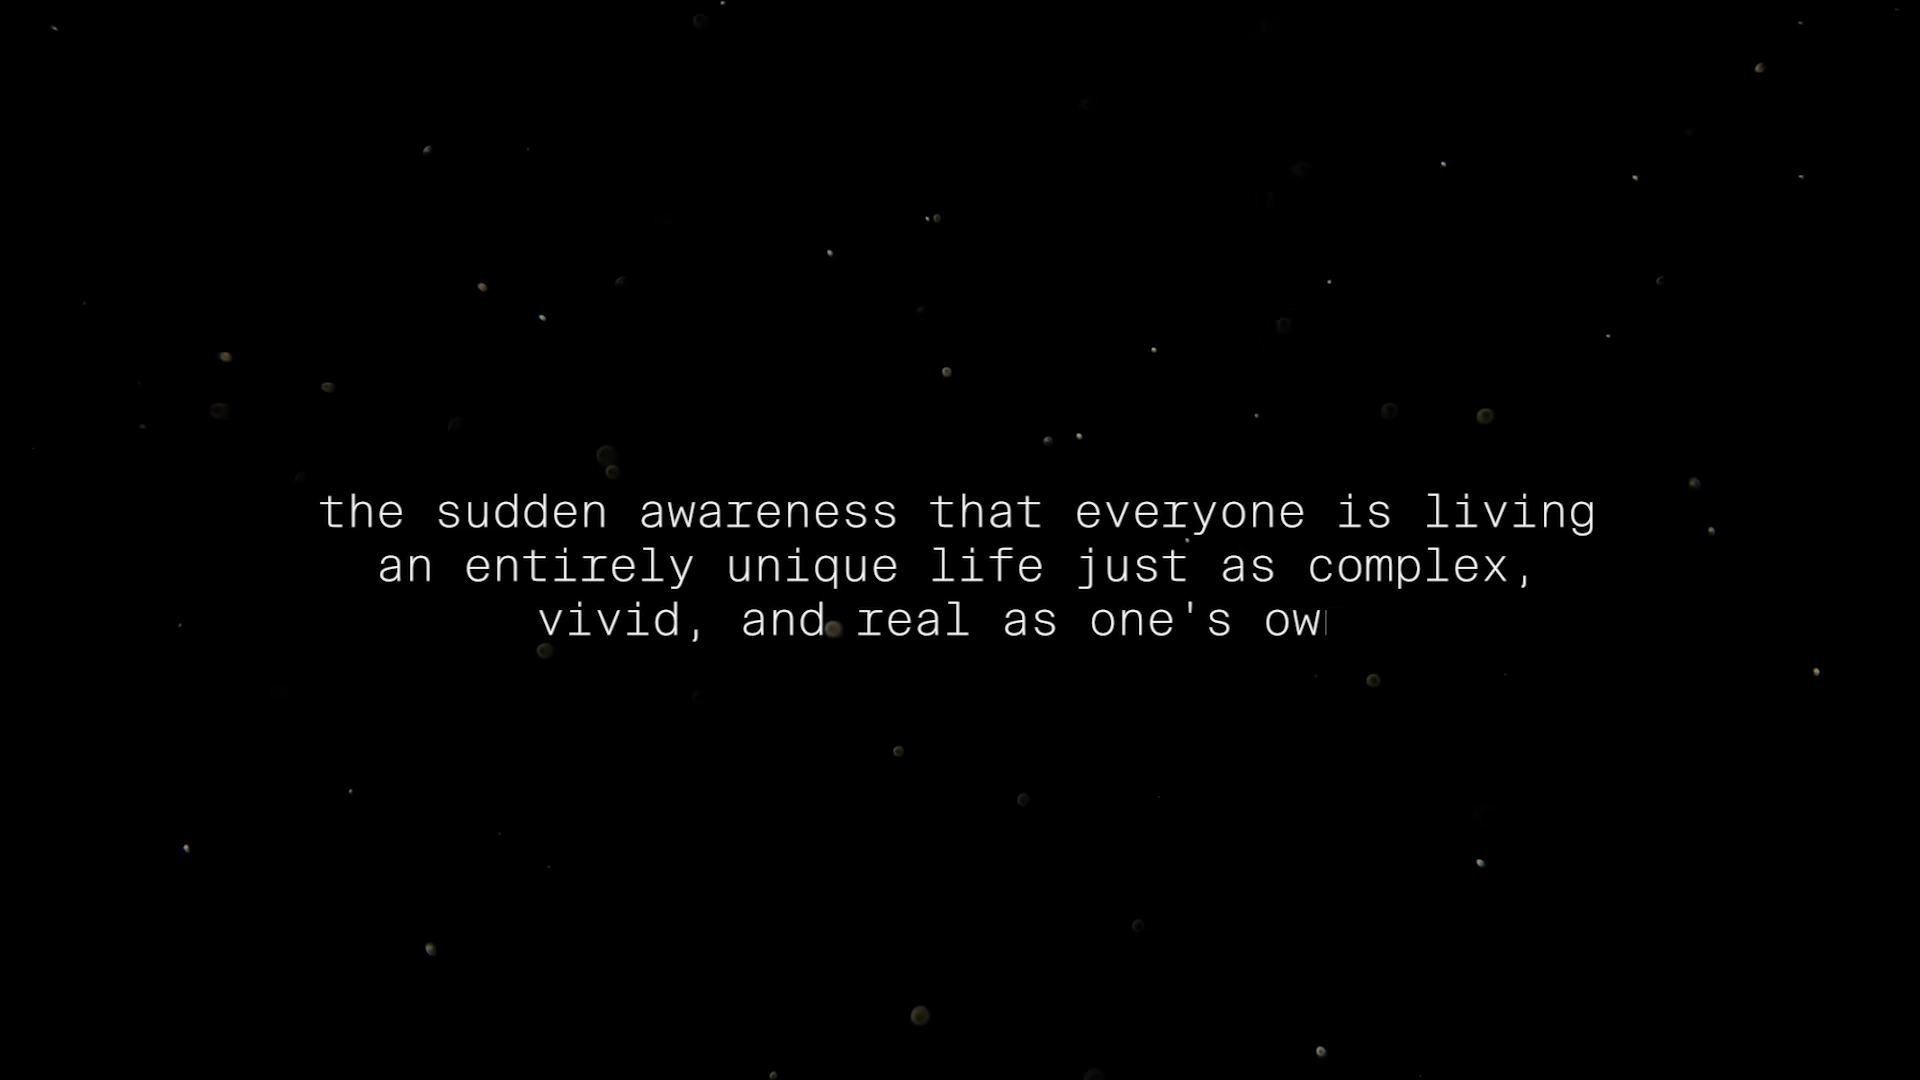 the sudden awareness that everyone is living
an entirely unique life just as complex,
vivid, and real as one's ow